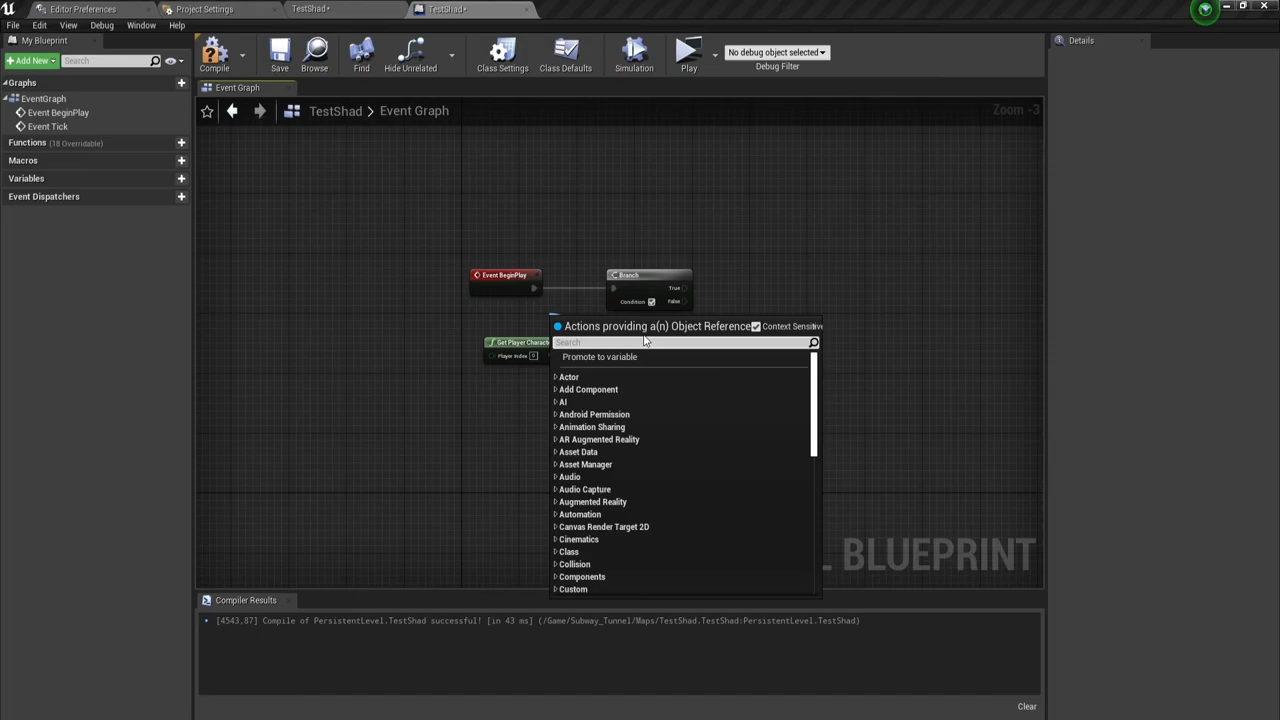 Editor Preferences
Project Settings
TestShad*
TestShad*
File Edit View Debug Asset Window Help
My Blueprint
+ Add New
Search
Compile
Save
Browse
Find
Hide Unrelated
Class Settings
Class Defaults
Simulation
Play
No debug object selected
Debug Filter
Details
Graphs
EventGraph
Event BeginPlay
Event Tick
Functions (18 Overridable)
Macros
Variables
Event Dispatchers
Event Graph
TestShad > Event Graph
Zoom -3
Event BeginPlay
Branch
True
Condition
False
Get Player Charac
Player Index 0
Actions providing a(n) Object Reference
Context Sensitive
Search
Promote to variable
Actor
Add Component
AI
Android Permission
Animation Sharing
AR Augmented Reality
Asset Data
Asset Manager
Audio
Audio Capture
Augmented Reality
Automation
Canvas Render Target 2D
Cinematics
Class
Collision
Components
Custom
L BLUEPRINT
Compiler Results
[4543.87] Compile of PersistentLevel.TestShad successful! [in 43 ms] (/Game/Subway_Tunnel/Maps/TestShad.TestShad:PersistentLevel.TestShad)
Clear